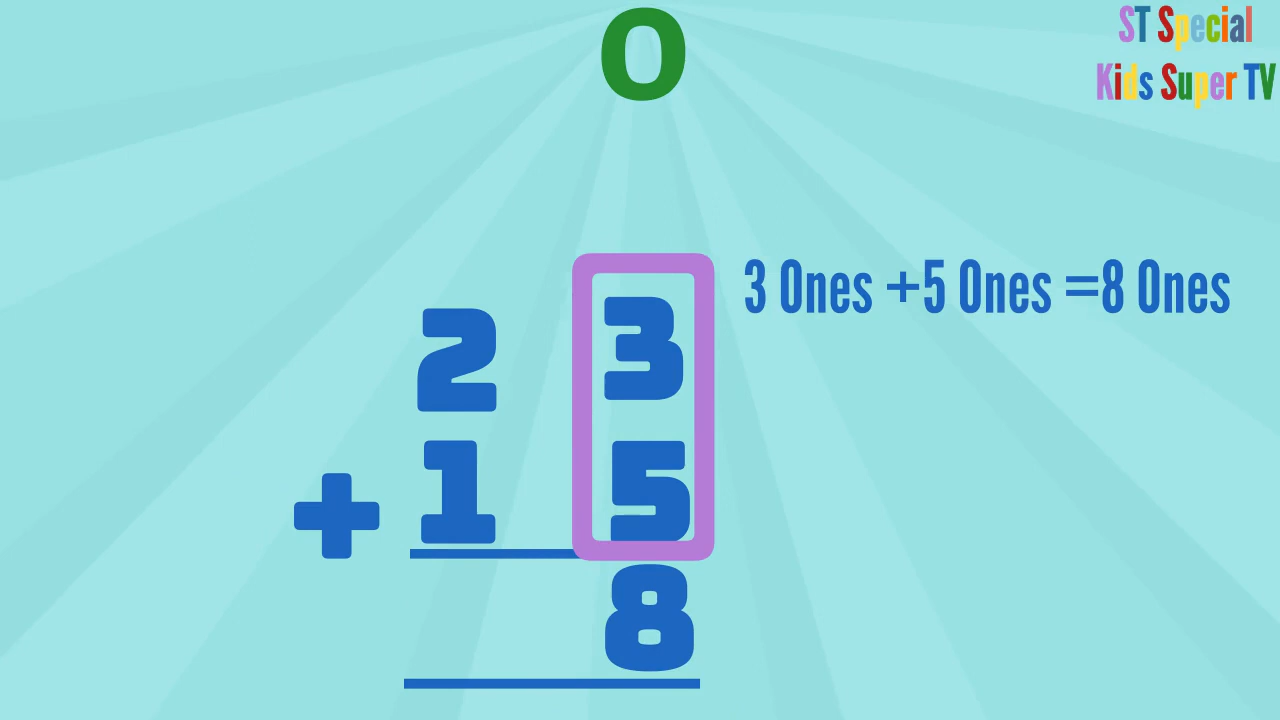 O
ST Special
Kids Super TV
3 Ones +5 Ones =8 Ones
2 3
+ 1 5
8